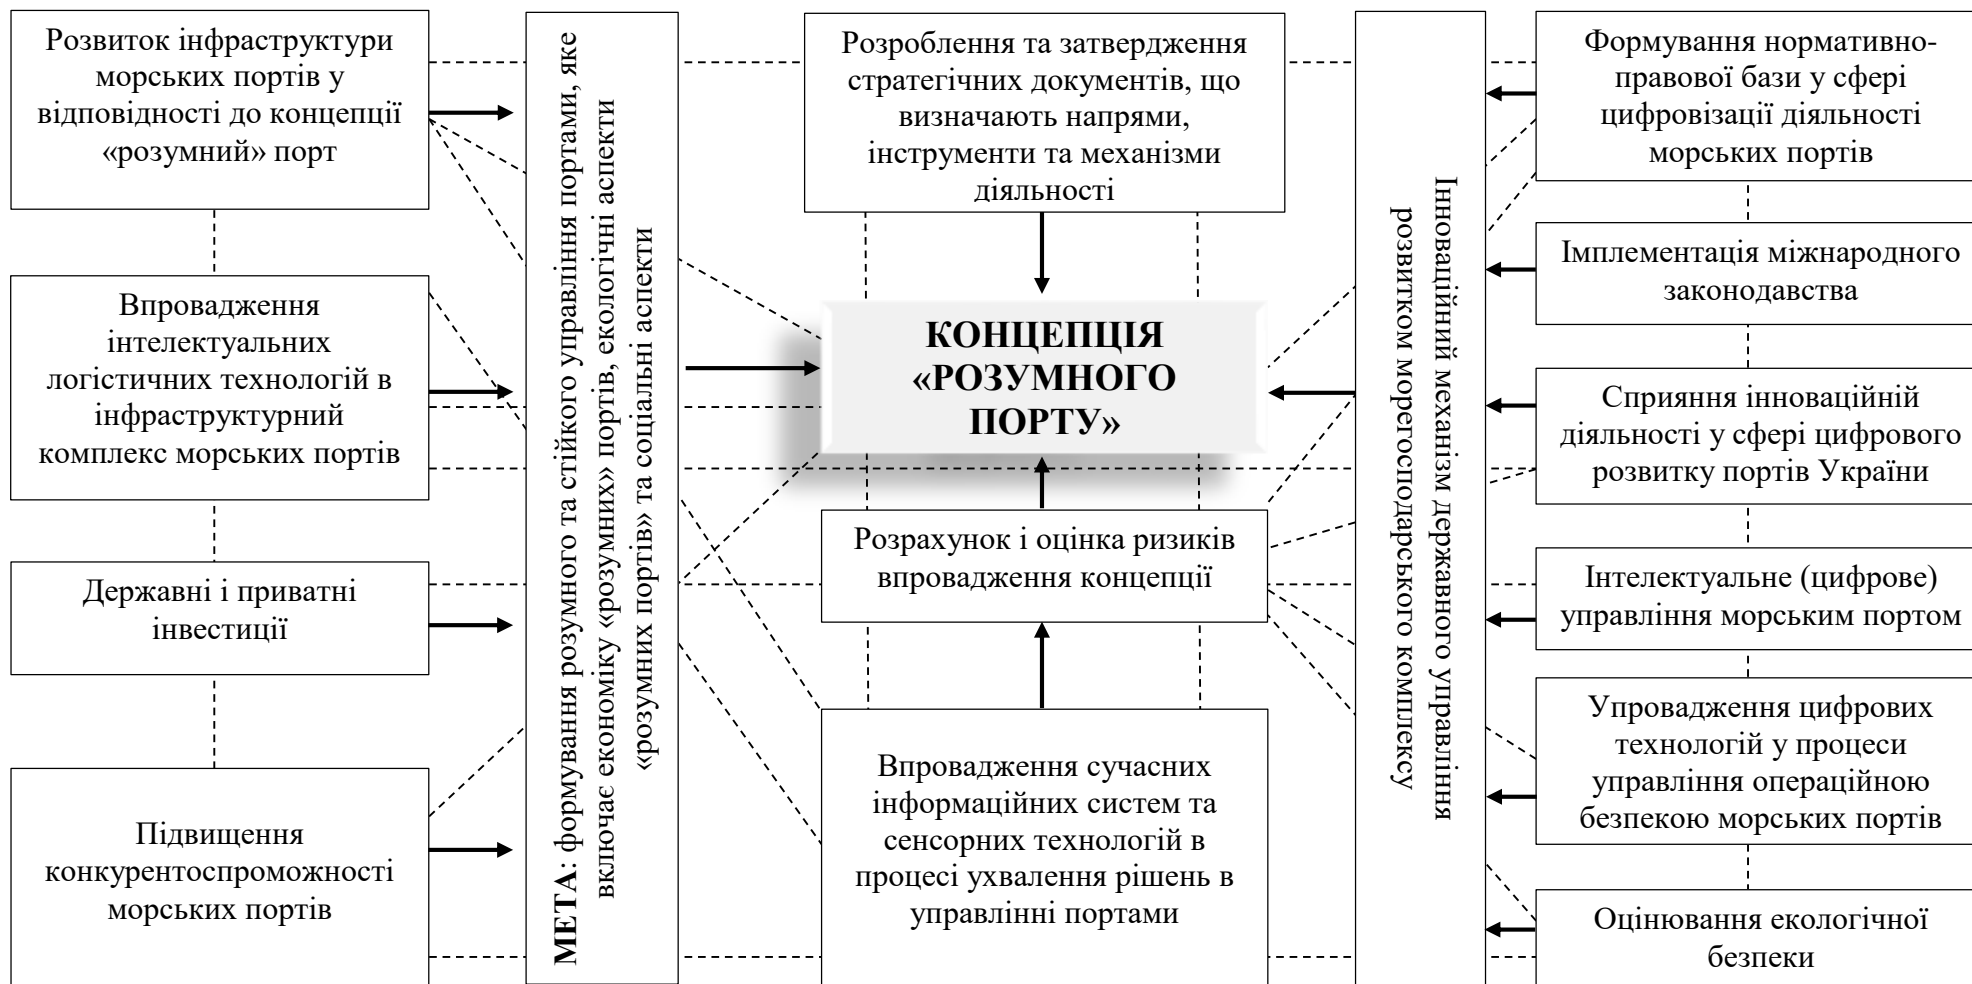 Розвиток інфраструктури
морських портів у
відповідності до концепції
«розумний» порт
Впровадження
інтелектуальних
логістичних технологій в
інфраструктурний
комплекс морських портів
Державні і приватні
інвестиції
Підвищення
конкурентоспроможності
морських портів
МЕТА: формування розумного та стійкого управління портами, яке
включає економіку «розумних» портів, екологічні аспекти
«розумних портів» та соціальні аспекти
Розроблення та затвердження
стратегічних документів, що
визначають напрями,
інструменти та механізми
діяльності
КОНЦЕПЦІЯ
«РОЗУМНОГО
ПОРТУ»
Розрахунок і оцінка ризиків
впровадження концепції
Впровадження сучасних
інформаційних систем та
сенсорних технологій в
процесі ухвалення рішень в
управлінні портами
Інноваційний механізм державного управління
розвитком морегосподарського комплексу
Формування нормативно-
правової бази у сфері
цифровізації діяльності
морських портів
Імплементація міжнародного
законодавства
Сприяння інноваційній
діяльності у сфері цифрового
розвитку портів України
Інтелектуальне (цифрове)
управління морським портом
Упровадження цифрових
технологій у процеси
управління операційною
безпекою морських портів
Оцінювання екологічної
безпеки